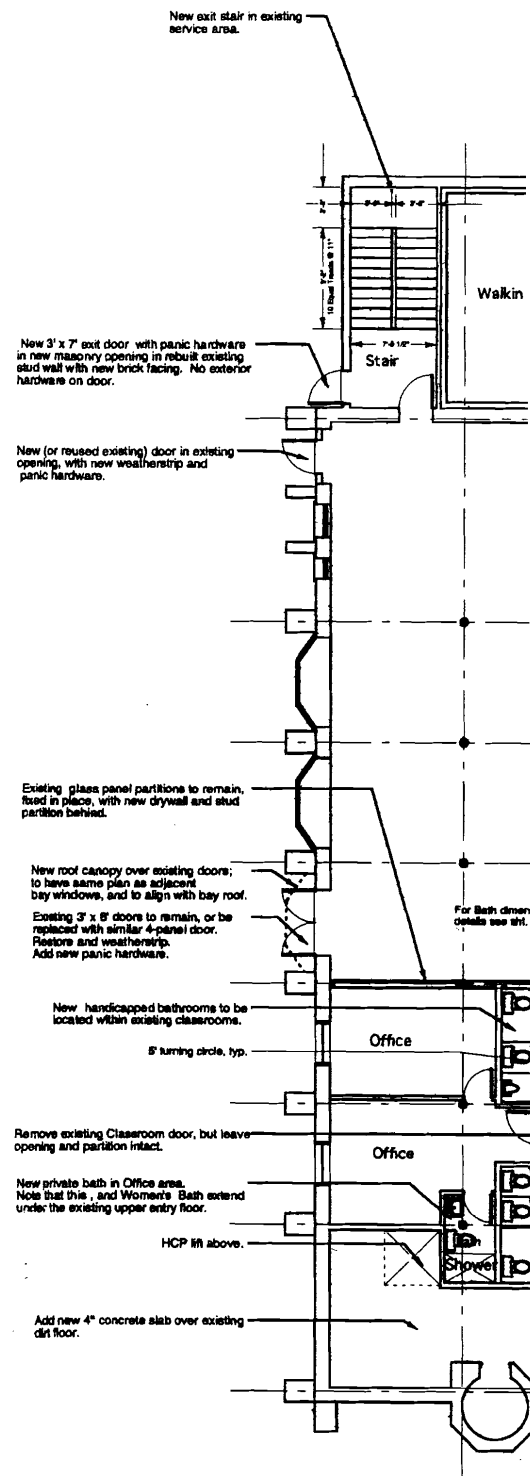 New exit stair in existing
service area.
10 Equal Treads @ 11"
Walkin
7'-5 1/2"
Stair
New 3' x 7' exit door with panic hardware
in new masonry opening in rebuilt existing
stud wall with new brick facing. No exterior
hardware on door.
New (or reused existing) door in existing
opening, with new weatherstrip and
panic hardware.
Existing glass panel partitions to remain,
fixed in place, with new drywall and stud
partition behind.
New roof canopy over existing doors;
to have same plan as adjacent
bay windows, and to align with bay roof.
Existing 3' x 8' doors to remain, or be
replaced with similar 4-panel door.
Restore and weatherstrip.
Add new panic hardware.
For Bath dimen
details see sht.
New handicapped bathrooms to be
located within existing classrooms.
Office
5' turning circle, typ.
Remove existing Classroom door, but leave
opening and partition intact.
Office
New private bath in Office area.
Note that this , and Women's Bath extend
under the existing upper entry floor.
HCP lift above.
Shower
Add new 4" concrete slab over existing
dirt floor.